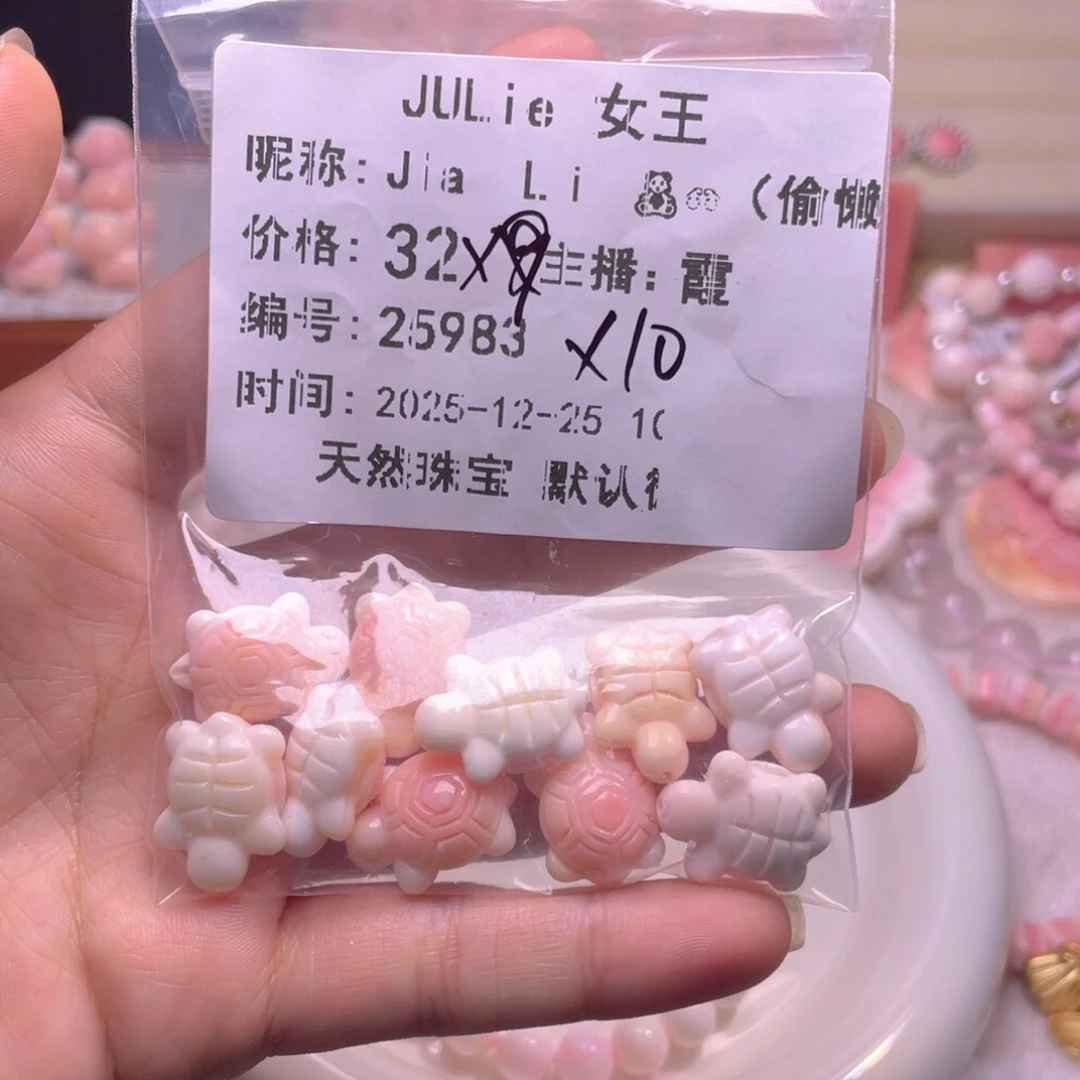 JULie 女王
昵称: Jia Li (偷懒
价格: 32x9 主播: 霞
编号: 25983 x10
时间: 2025-12-25 10
天然珠宝 默认